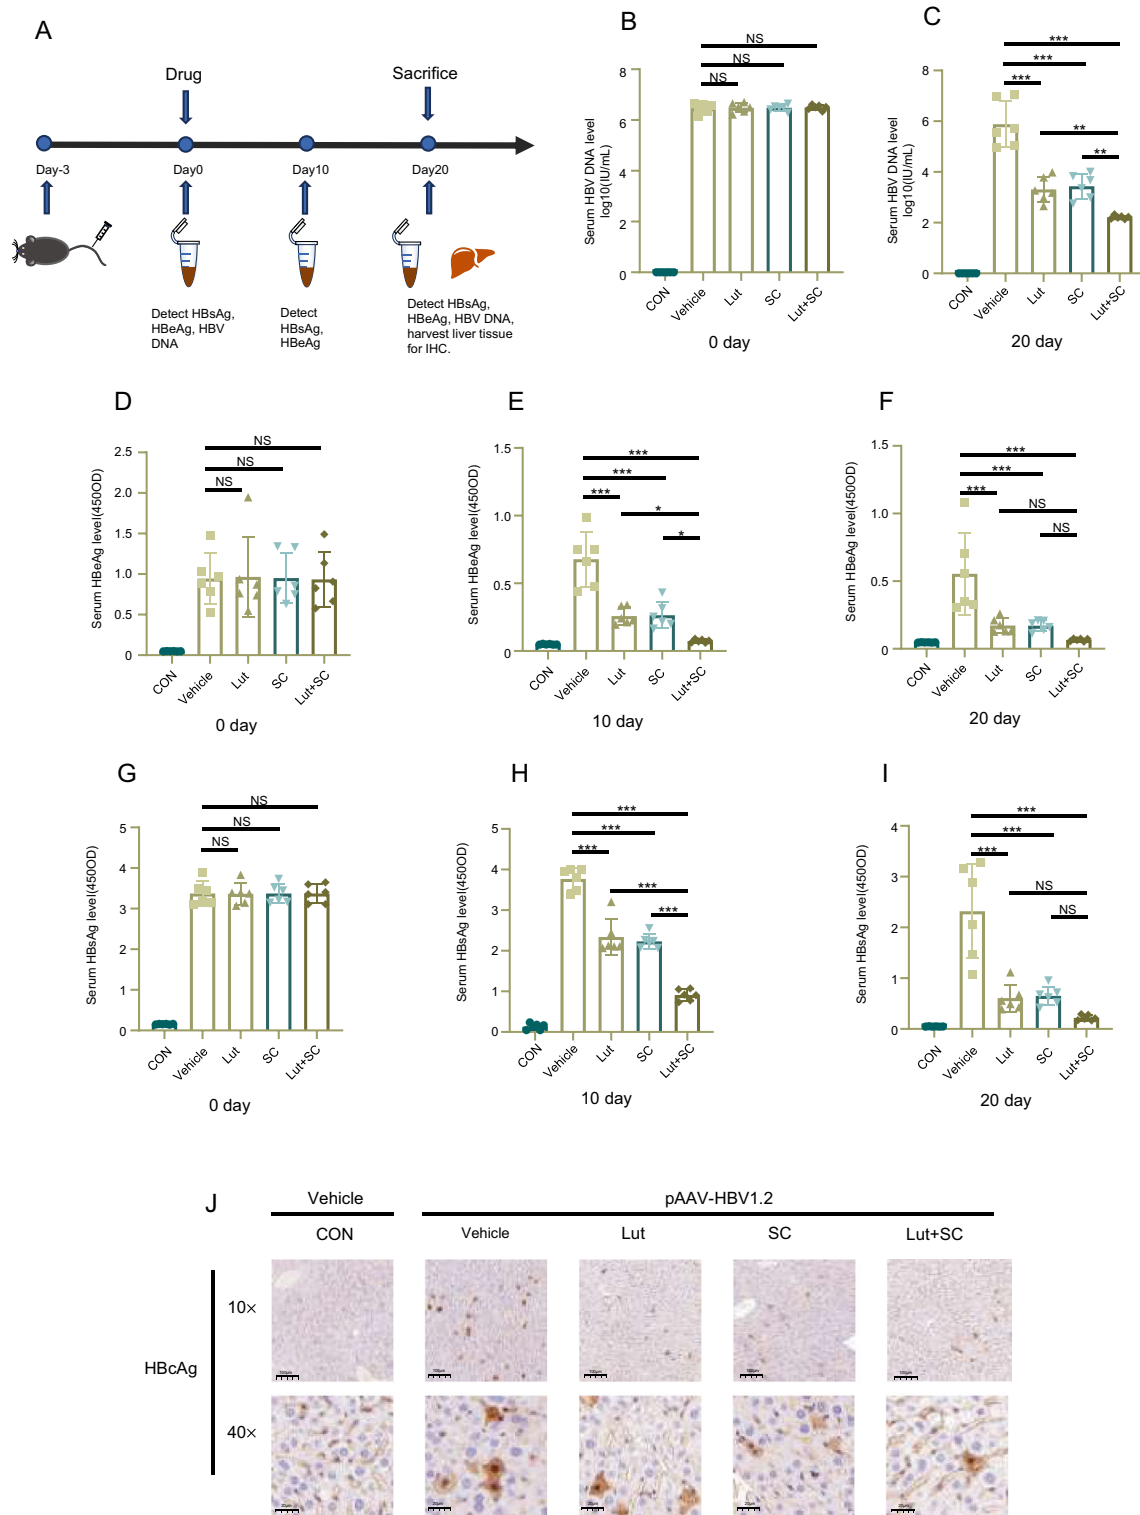 A
Drug
Sacrifice
Day-3
Day0
Day10
Day20
Detect HBsAg,
HBeAg, HBV
DNA
Detect
HBsAg,
HBeAg
Detect HBsAg,
HBeAg, HBV DNA,
harvest liver tissue
for IHC.
B
Serum HBV DNA level
log10(IU/mL)
8
6
4
2
0
NS
NS
NS
CON
Vehicle
Lut
SC
Lut+SC
0 day
C
Serum HBV DNA level
log10(IU/mL)
8
6
4
2
0
***
***
***
**
**
CON
Vehicle
Lut
SC
Lut+SC
20 day
D
Serum HBeAg level(450OD)
2.5
2.0
1.5
1.0
0.5
0
NS
NS
NS
CON
Vehicle
Lut
SC
Lut+SC
0 day
E
Serum HBeAg level(450OD)
1.5
1.0
0.5
0
***
***
***
*
*
CON
Vehicle
Lut
SC
Lut+SC
10 day
F
Serum HBeAg level(450OD)
1.5
1.0
0.5
0
***
***
***
NS
NS
CON
Vehicle
Lut
SC
Lut+SC
20 day
G
Serum HBsAg level(450OD)
5
4
3
2
1
0
NS
NS
NS
CON
Vehicle
Lut
SC
Lut+SC
0 day
H
Serum HBsAg level(450OD)
5
4
3
2
1
0
***
***
***
***
***
CON
Vehicle
Lut
SC
Lut+SC
10 day
I
Serum HBsAg level(450OD)
4
3
2
1
0
***
***
***
NS
NS
CON
Vehicle
Lut
SC
Lut+SC
20 day
J
Vehicle
pAAV-HBV1.2
CON
Vehicle
Lut
SC
Lut+SC
HBcAg
10×
100μm
100μm
100μm
100μm
100μm
40×
20μm
20μm
20μm
20μm
20μm